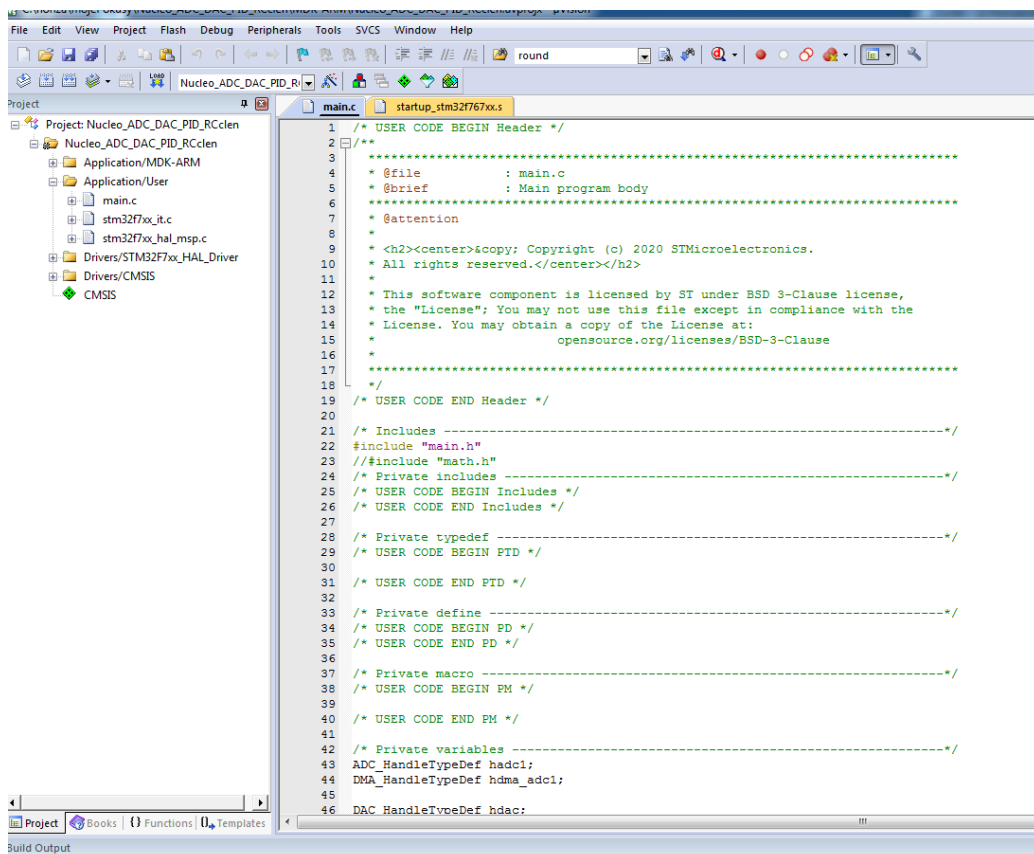 File Edit View Project Flash Debug Peripherals Tools SVCS Window Help
round
Nucleo_ADC_DAC_PID_R
Project
Project: Nucleo_ADC_DAC_PID_RCclen
Nucleo_ADC_DAC_PID_RCclen
Application/MDK-ARM
Application/User
main.c
stm32f7xx_it.c
stm32f7xx_hal_msp.c
Drivers/STM32F7xx_HAL_Driver
Drivers/CMSIS
CMSIS
main.c startup_stm32f767xx.s
1 /* USER CODE BEGIN Header */
2 /**
3 ******************************************************************************
4 * @file : main.c
5 * @brief : Main program body
6 ******************************************************************************
7 * @attention
8 *
9 * <h2><center>&copy; Copyright (c) 2020 STMicroelectronics.
10 * All rights reserved.</center></h2>
11 *
12 * This software component is licensed by ST under BSD 3-Clause license,
13 * the "License"; You may not use this file except in compliance with the
14 * License. You may obtain a copy of the License at:
15 * opensource.org/licenses/BSD-3-Clause
16 *
17 ******************************************************************************
18 */
19 /* USER CODE END Header */
20
21 /* Includes ------------------------------------------------------------------*/
22 #include "main.h"
23 //#include "math.h"
24 /* Private includes ----------------------------------------------------------*/
25 /* USER CODE BEGIN Includes */
26 /* USER CODE END Includes */
27
28 /* Private typedef -----------------------------------------------------------*/
29 /* USER CODE BEGIN PTD */
30
31 /* USER CODE END PTD */
32
33 /* Private define ------------------------------------------------------------*/
34 /* USER CODE BEGIN PD */
35 /* USER CODE END PD */
36
37 /* Private macro -------------------------------------------------------------*/
38 /* USER CODE BEGIN PM */
39
40 /* USER CODE END PM */
41
42 /* Private variables ---------------------------------------------------------*/
43 ADC_HandleTypeDef hadc1;
44 DMA_HandleTypeDef hdma_adc1;
45
46 DAC_HandleTypeDef hdac;
Project Books {} Functions Templates
Build Output